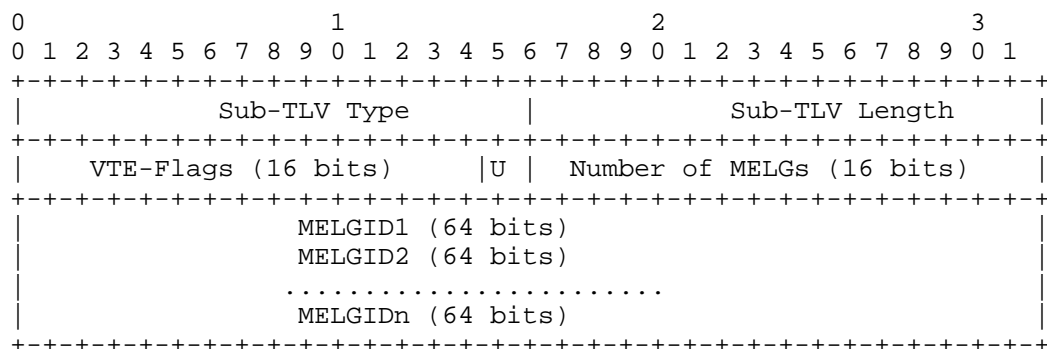 0                   1                   2                   3
0 1 2 3 4 5 6 7 8 9 0 1 2 3 4 5 6 7 8 9 0 1 2 3 4 5 6 7 8 9 0 1
+-+-+-+-+-+-+-+-+-+-+-+-+-+-+-+-+-+-+-+-+-+-+-+-+-+-+-+-+-+-+-+-+
|            Sub-TLV Type       |            Sub-TLV Length     |
+-+-+-+-+-+-+-+-+-+-+-+-+-+-+-+-+-+-+-+-+-+-+-+-+-+-+-+-+-+-+-+-+
|    VTE-Flags (16 bits)     |U |  Number of MELGs (16 bits)    |
+-+-+-+-+-+-+-+-+-+-+-+-+-+-+-+-+-+-+-+-+-+-+-+-+-+-+-+-+-+-+-+-+
|                 MELGID1 (64 bits)                             |
|                 MELGID2 (64 bits)                             |
|                ........................                       |
|                 MELGIDn (64 bits)                             |
+-+-+-+-+-+-+-+-+-+-+-+-+-+-+-+-+-+-+-+-+-+-+-+-+-+-+-+-+-+-+-+-+